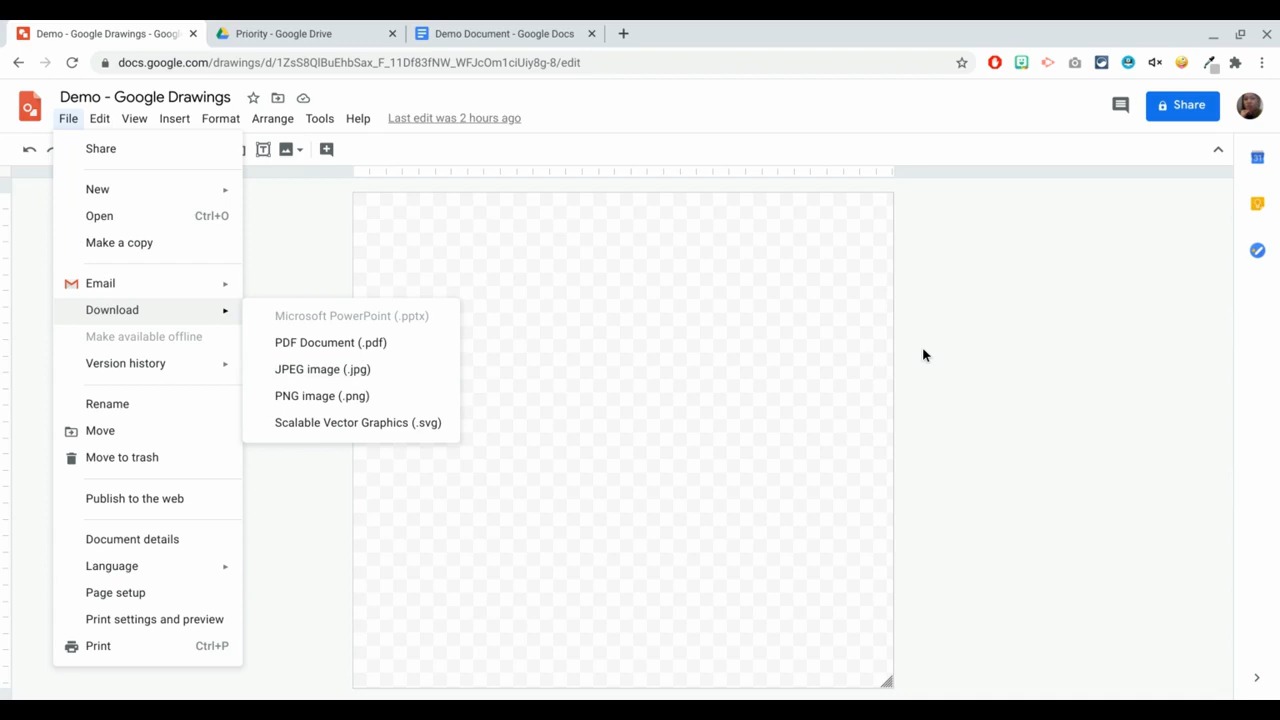 Demo - Google Drawings - Googl
Priority - Google Drive
Demo Document - Google Docs
docs.google.com/drawings/d/1ZsS8QlBuEhbSax_F_11Df83fNW_WFJcOm1ciUiy8g-8/edit
Demo - Google Drawings
File Edit View Insert Format Arrange Tools Help Last edit was 2 hours ago
Share
Share
New
Open Ctrl+O
Make a copy
Email
Download
Make available offline
Version history
Rename
Move
Move to trash
Publish to the web
Document details
Language
Page setup
Print settings and preview
Print Ctrl+P
Microsoft PowerPoint (.pptx)
PDF Document (.pdf)
JPEG image (.jpg)
PNG image (.png)
Scalable Vector Graphics (.svg)
31